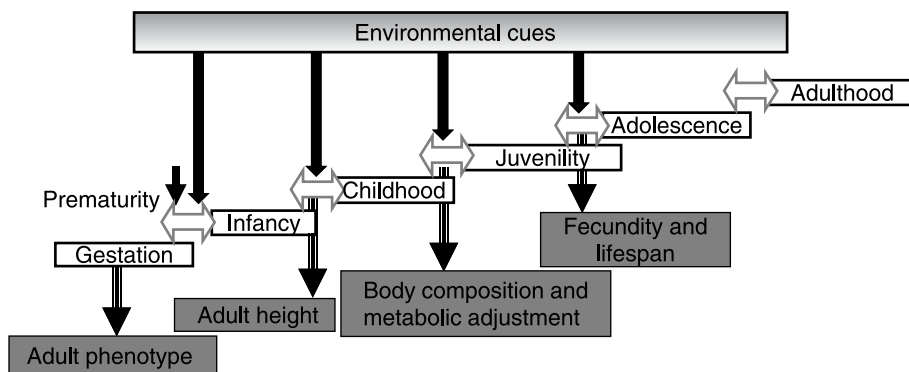 Environmental cues
Adulthood
Adolescence
Juvenility
Prematurity
Childhood
Infancy
Gestation
Fecundity and
lifespan
Body composition and
metabolic adjustment
Adult height
Adult phenotype